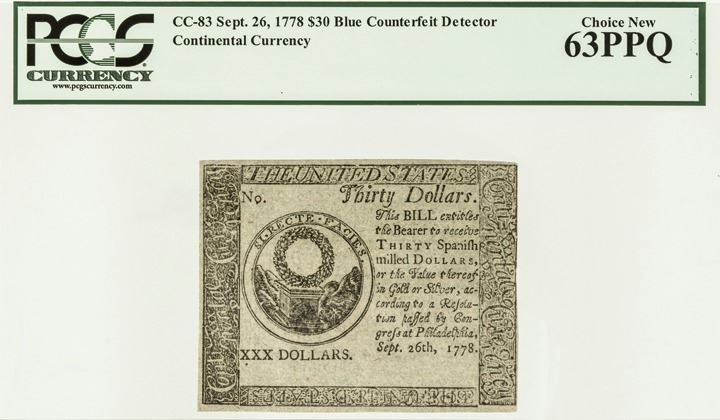 PCGS
CURRENCY
www.pcgscurrency.com
CC-83 Sept. 26, 1778 $30 Blue Counterfeit Detector
Continental Currency
Choice New
63PPQ
THE UNITED STATES
No.
Thirty Dollars.
SI·RECTE·FACIES.
This BILL entitles
the Bearer to receive
THIRTY Spanish
milled DOLLARS,
or the Value thereof
in Gold or Silver, ac-
cording to a Resolu-
tion passed by Con-
gress at Philadelphia,
Sept. 26th, 1778.
XXX DOLLARS.